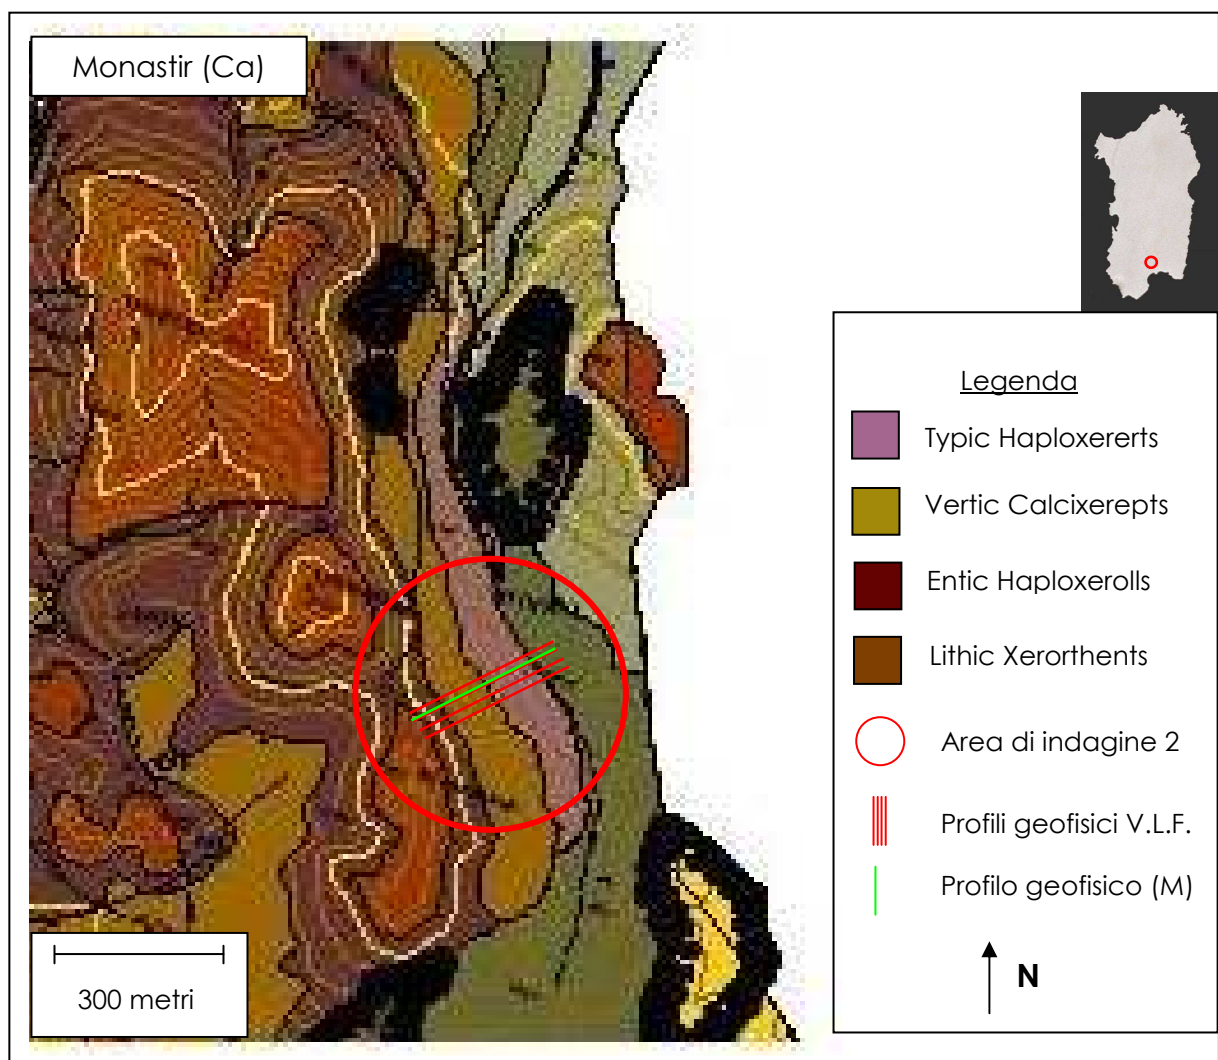 Monastir (Ca)
Legenda
Typic Haploxererts
Vertic Calcixerepts
Entic Haploxerolls
Lithic Xerorthents
Area di indagine 2
Profili geofisici V.L.F.
Profilo geofisico (M)
N
300 metri